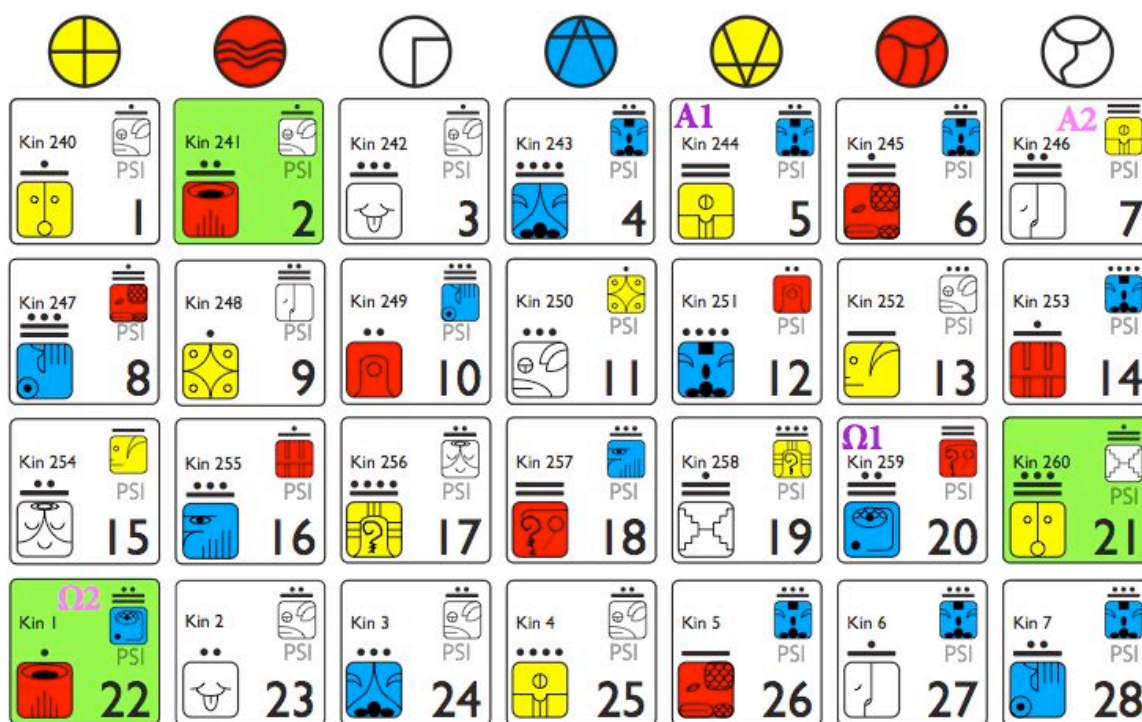 A1 A2
Kin 240 Kin 241 Kin 242 Kin 243 Kin 244 Kin 245 Kin 246
PSI PSI PSI PSI PSI PSI PSI
1 2 3 4 5 6 7
Kin 247 Kin 248 Kin 249 Kin 250 Kin 251 Kin 252 Kin 253
PSI PSI PSI PSI PSI PSI PSI
8 9 10 11 12 13 14
Ω1
Kin 254 Kin 255 Kin 256 Kin 257 Kin 258 Kin 259 Kin 260
PSI PSI PSI PSI PSI PSI PSI
15 16 17 18 19 20 21
Ω2
Kin 1 Kin 2 Kin 3 Kin 4 Kin 5 Kin 6 Kin 7
PSI PSI PSI PSI PSI PSI PSI
22 23 24 25 26 27 28